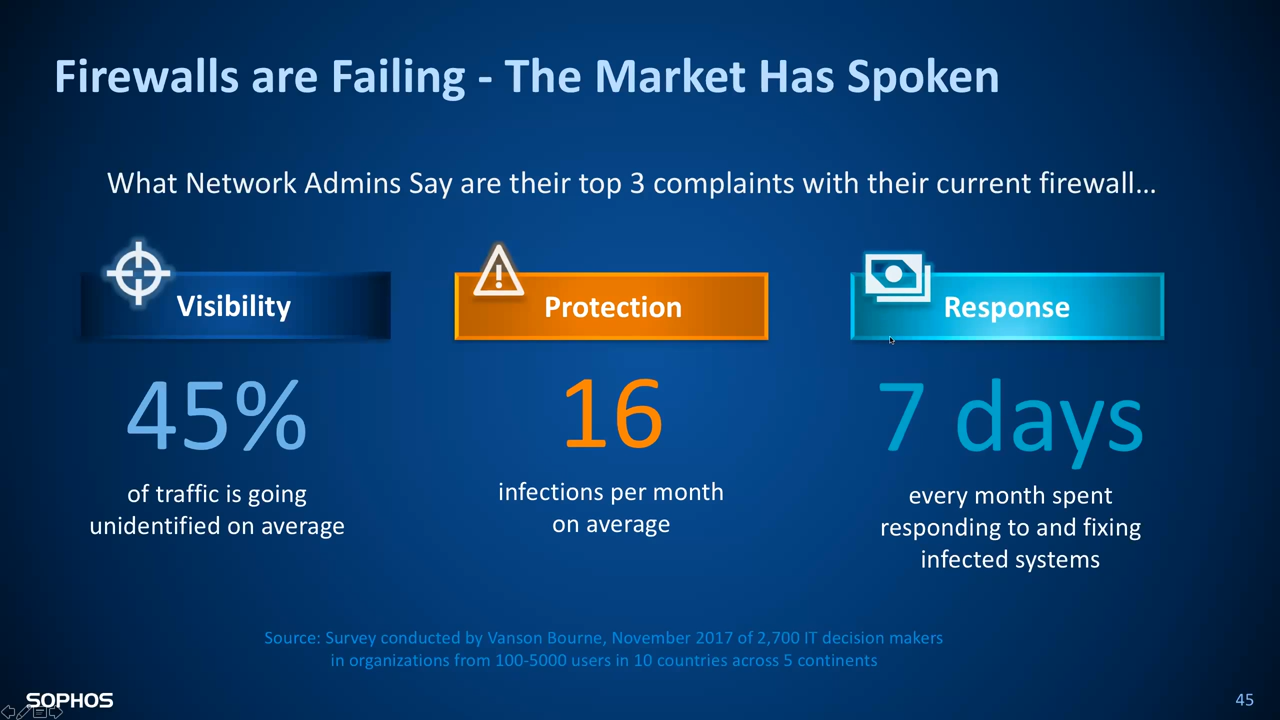 Firewalls are Failing - The Market Has Spoken
What Network Admins Say are their top 3 complaints with their current firewall...
Visibility
45%
of traffic is going
unidentified on average
Protection
16
infections per month
on average
Response
7 days
every month spent
responding to and fixing
infected systems
Source: Survey conducted by Vanson Bourne, November 2017 of 2,700 IT decision makers
in organizations from 100-5000 users in 10 countries across 5 continents
SOPHOS
45